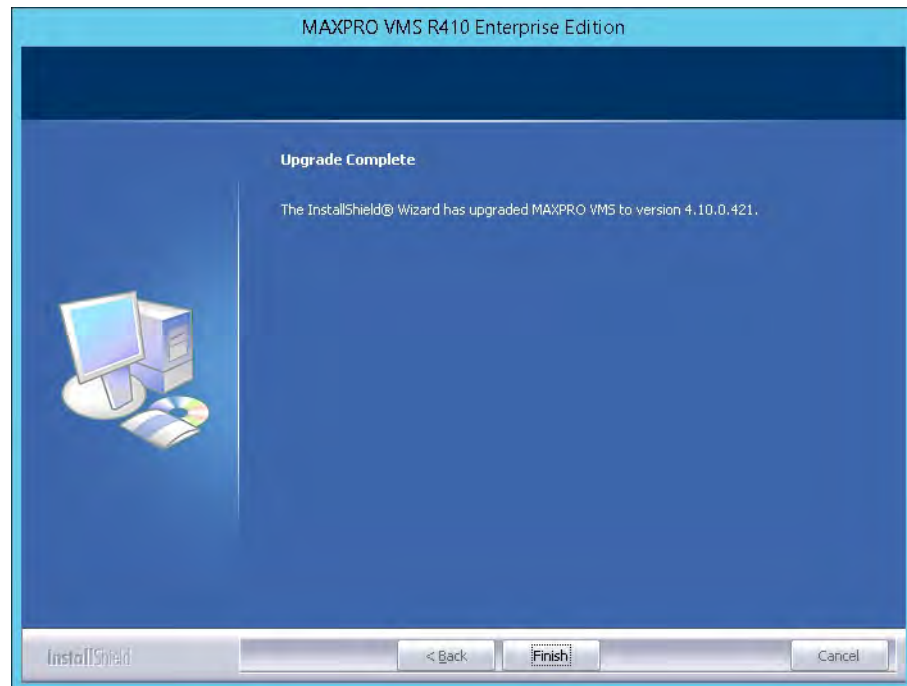 MAXPRO VMS R410 Enterprise Edition
Upgrade Complete
The InstallShield® Wizard has upgraded MAXPRO VMS to version 4.10.0.421.
InstallShield
< Back
Finish
Cancel